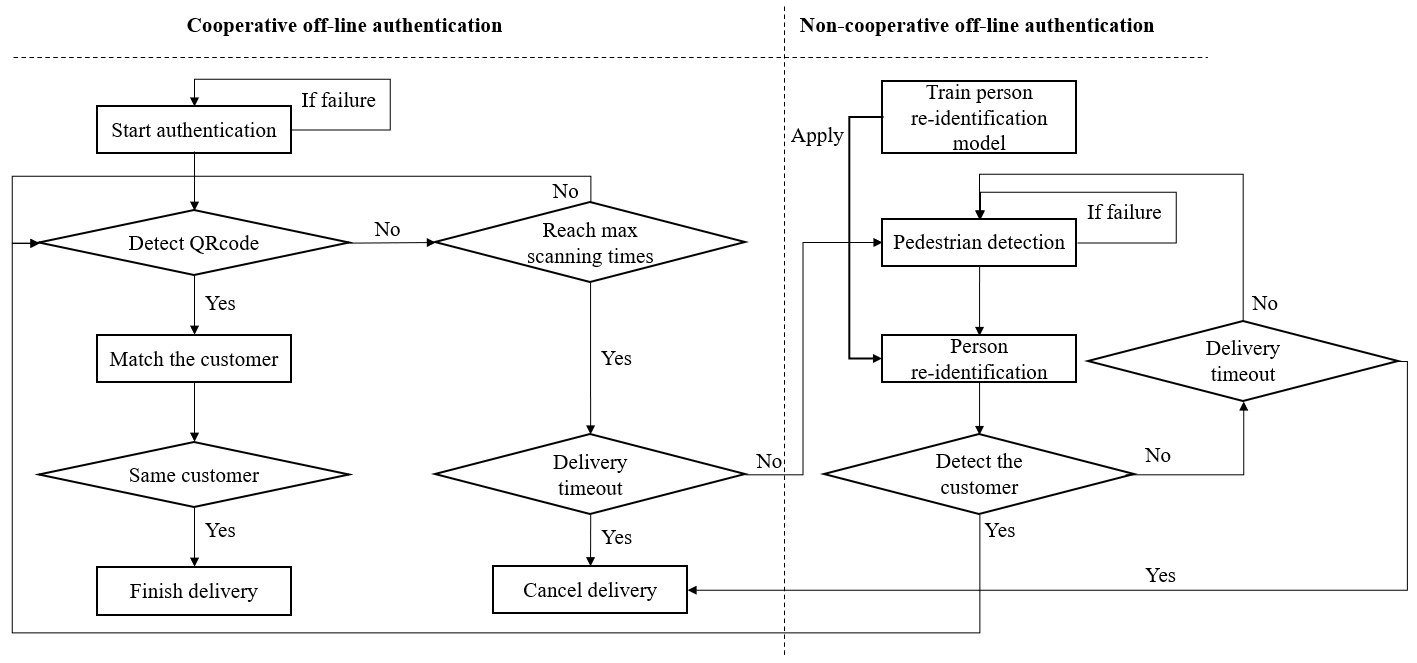 Cooperative off-line authentication
Non-cooperative off-line authentication
If failure
Start authentication
Train person
re-identification
model
Apply
No
Detect QRcode
No
Reach max
scanning times
If failure
Pedestrian detection
Yes
No
Match the customer
Yes
Person
re-identification
Delivery
timeout
Same customer
Delivery
timeout
No
Detect the
customer
No
Yes
Yes
Yes
Finish delivery
Cancel delivery
Yes